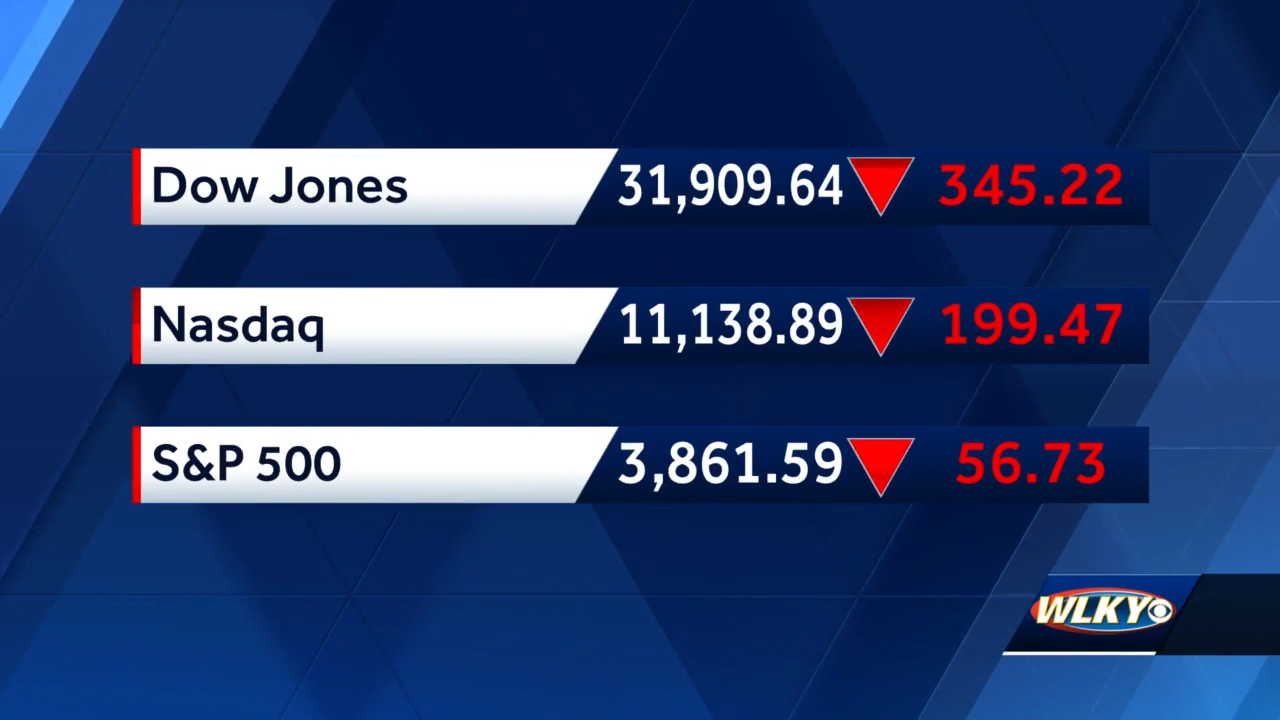 Dow Jones 31,909.64 345.22
Nasdaq 11,138.89 199.47
S&P 500 3,861.59 56.73
WLKY